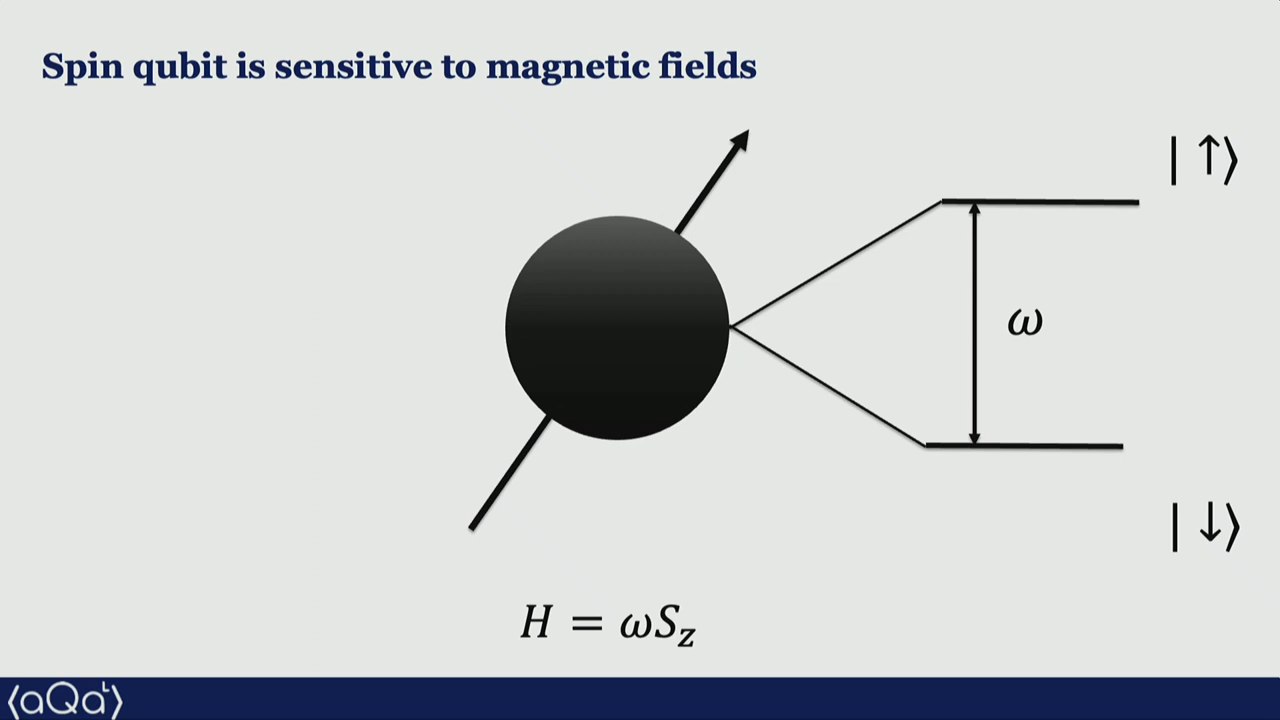 Spin qubit is sensitive to magnetic fields
| ↑⟩
ω
| ↓⟩
H = ωS_z
⟨aQa^L⟩